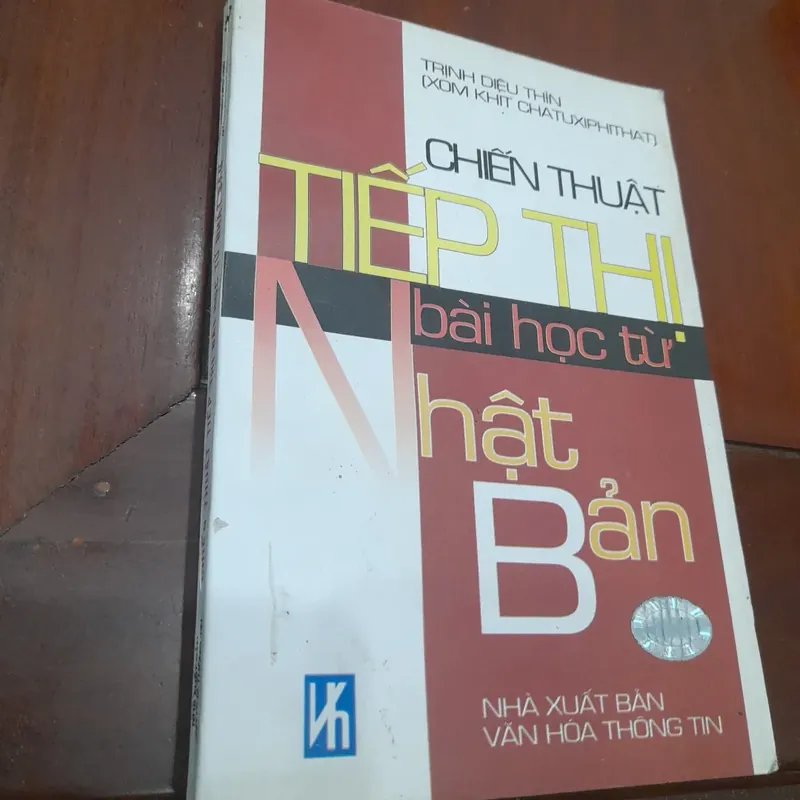 TRỊNH DIỆU THÌN
(XOM KHIT CHATUXIPHITHAT)
CHIẾN THUẬT
TIẾP THỊ
bài học từ
Nhật
Bản
NHÀ XUẤT BẢN
VĂN HÓA THÔNG TIN